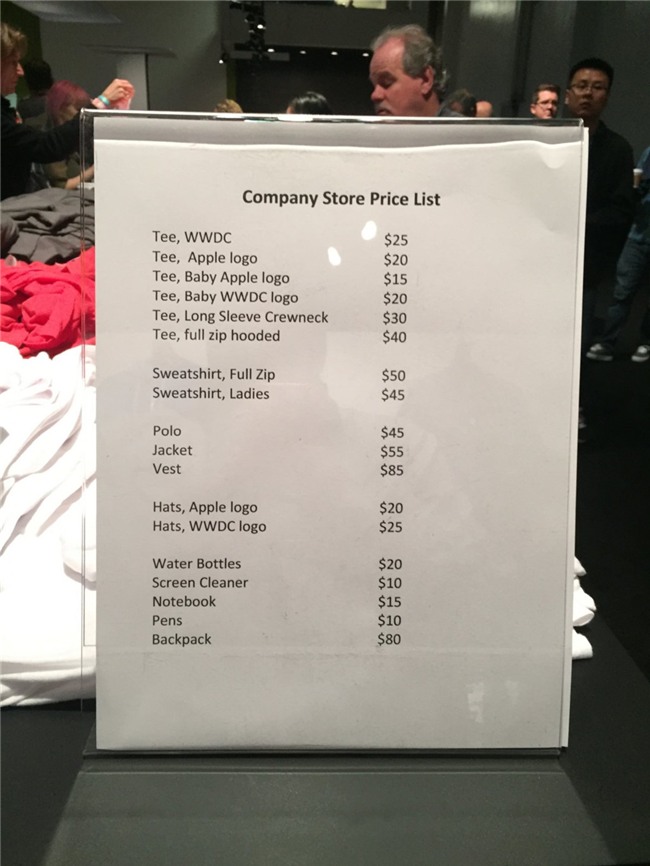 Company Store Price List
Tee, WWDC $25
Tee, Apple logo $20
Tee, Baby Apple logo $15
Tee, Baby WWDC logo $20
Tee, Long Sleeve Crewneck $30
Tee, full zip hooded $40
Sweatshirt, Full Zip $50
Sweatshirt, Ladies $45
Polo $45
Jacket $55
Vest $85
Hats, Apple logo $20
Hats, WWDC logo $25
Water Bottles $20
Screen Cleaner $10
Notebook $15
Pens $10
Backpack $80